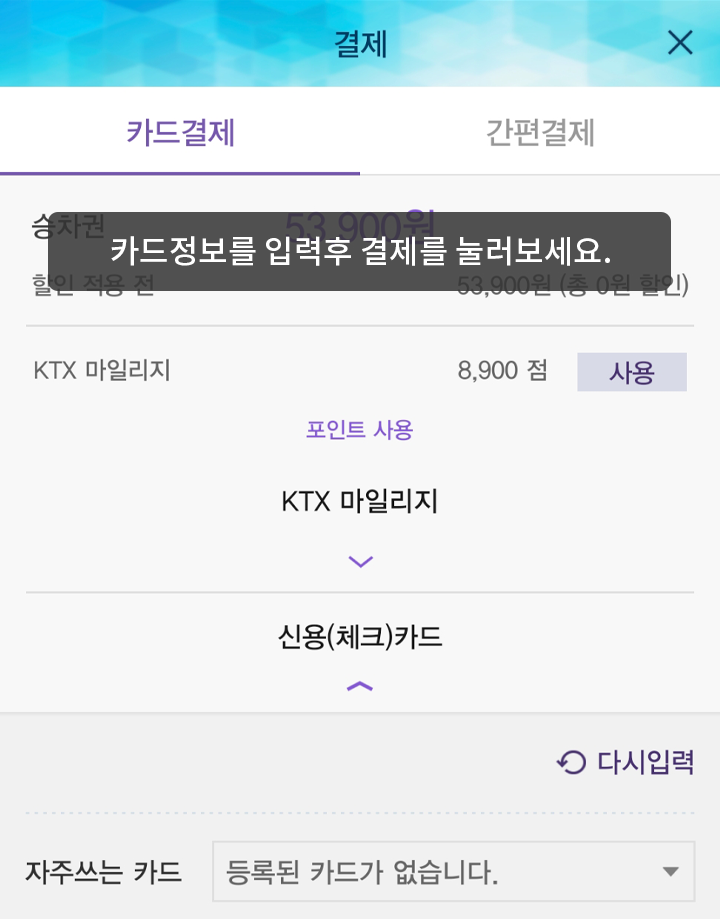 결제
카드결제 간편결제
승차권 53,900원
카드정보를 입력후 결제를 눌러보세요.
할인 적용 전 53,900원 (총 0원 할인)
KTX 마일리지 8,900 점 사용
포인트 사용
KTX 마일리지
신용(체크)카드
다시입력
자주쓰는 카드 등록된 카드가 없습니다.